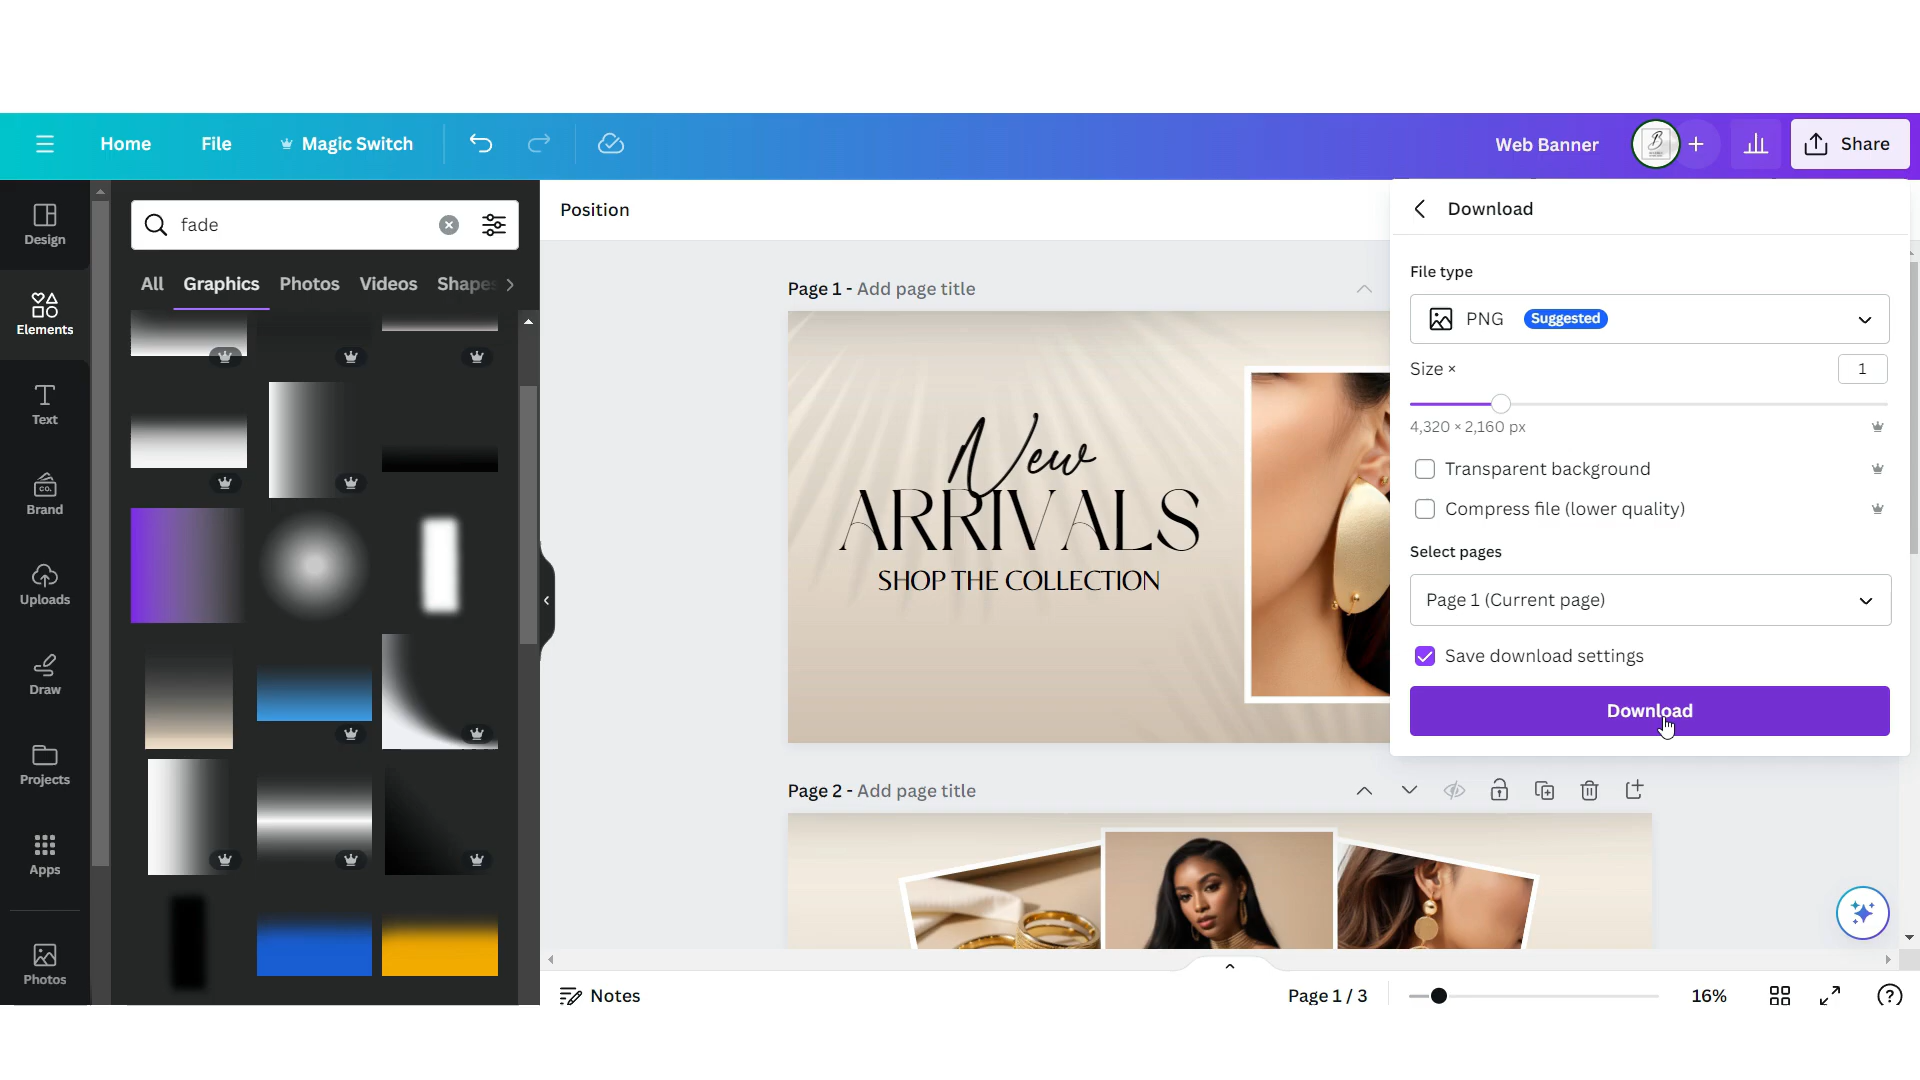 Home File Magic Switch Web Banner Share
Design
Elements
Text
Brand
CO.
Uploads
Draw
Projects
Apps
Photos
fade
All Graphics Photos Videos Shapes
Position
Page 1 - Add page title
New
ARRIVALS
SHOP THE COLLECTION
Page 2 - Add page title
Download
File type
PNG Suggested
Size × 1
4,320 × 2,160 px
Transparent background
Compress file (lower quality)
Select pages
Page 1 (Current page)
Save download settings
Download
Notes Page 1 / 3 16%